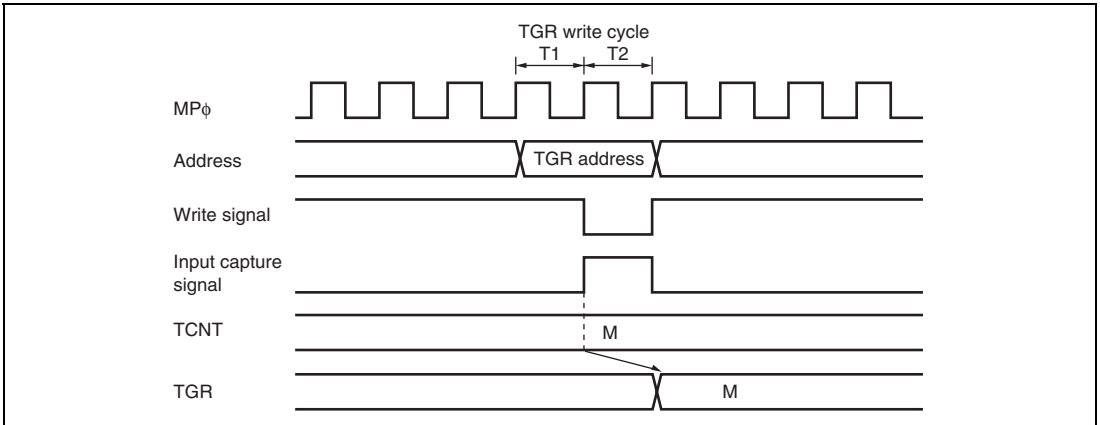 TGR write cycle
T1 T2
MPϕ
Address
TGR address
Write signal
Input capture
signal
TCNT
M
TGR
M